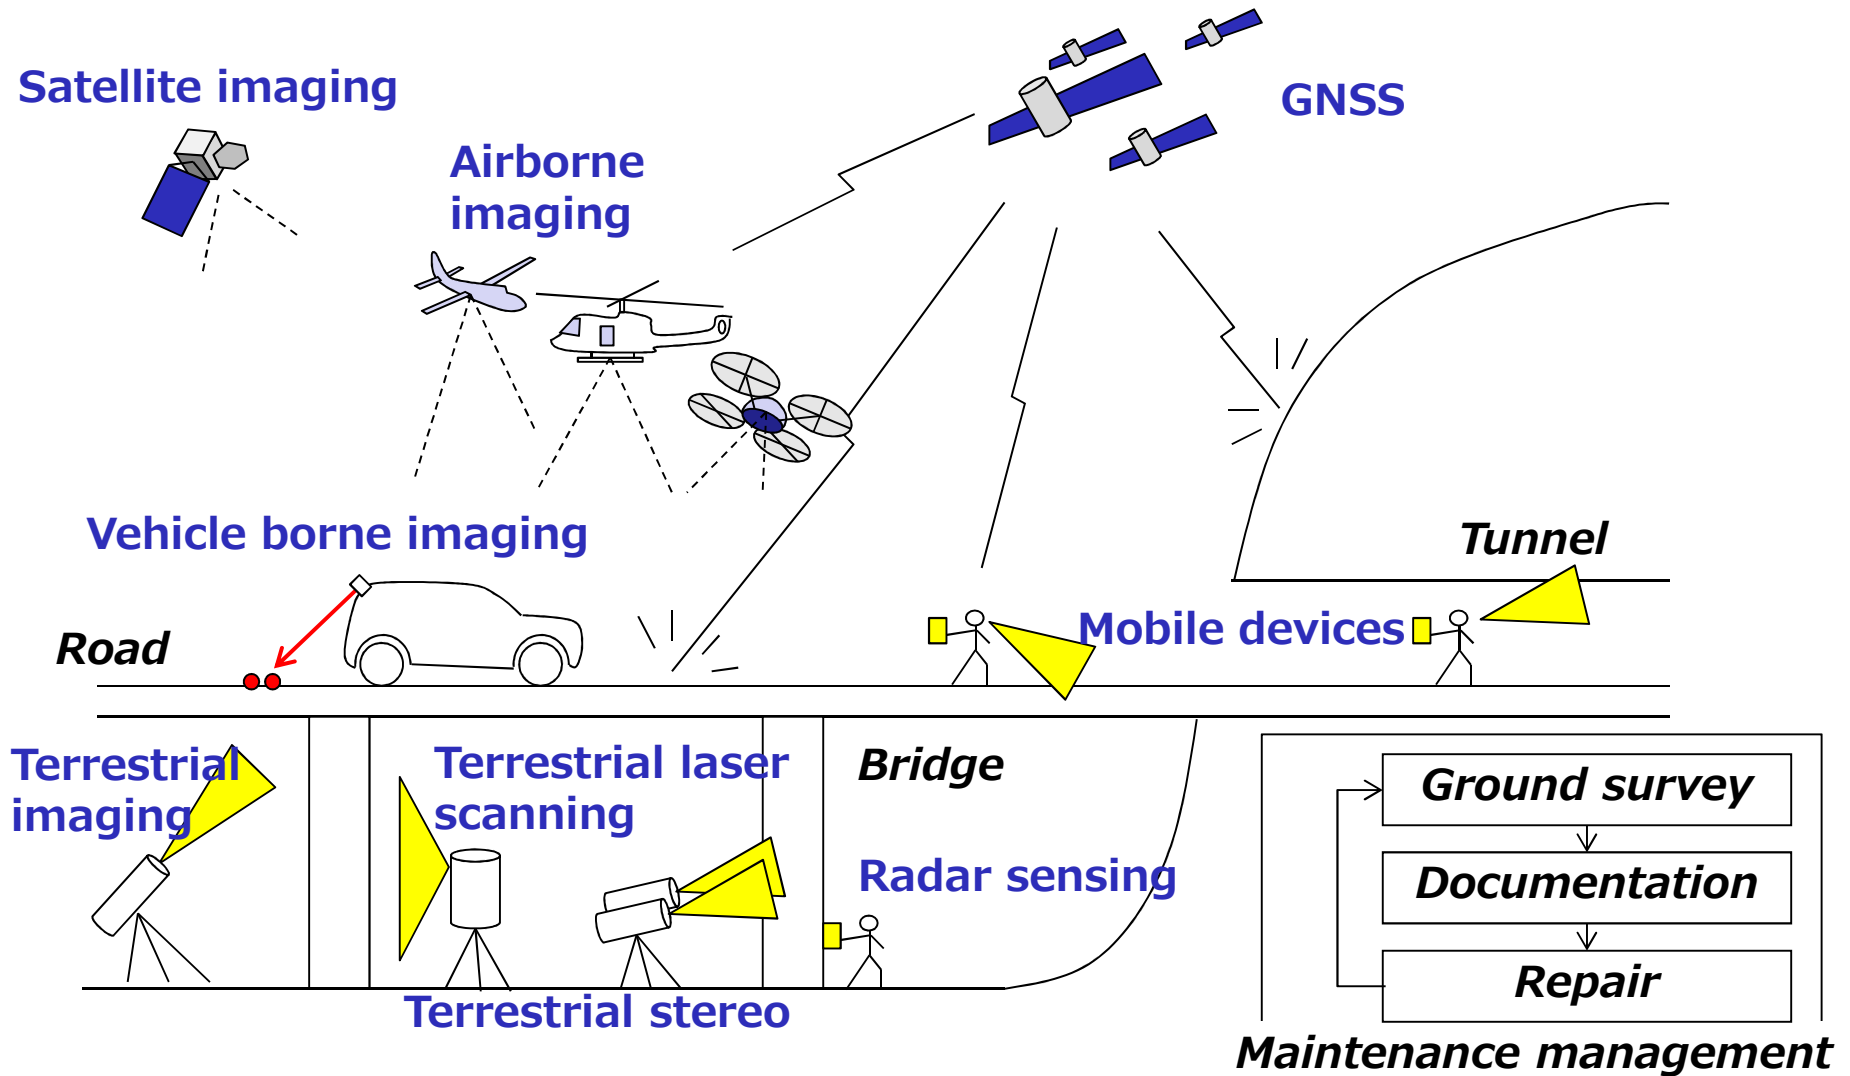 Satellite imaging
GNSS
Airborne
imaging
Vehicle borne imaging
Tunnel
Road
Mobile devices
Terrestrial
imaging
Terrestrial laser
scanning
Bridge
Radar sensing
Terrestrial stereo
Ground survey
Documentation
Repair
Maintenance management